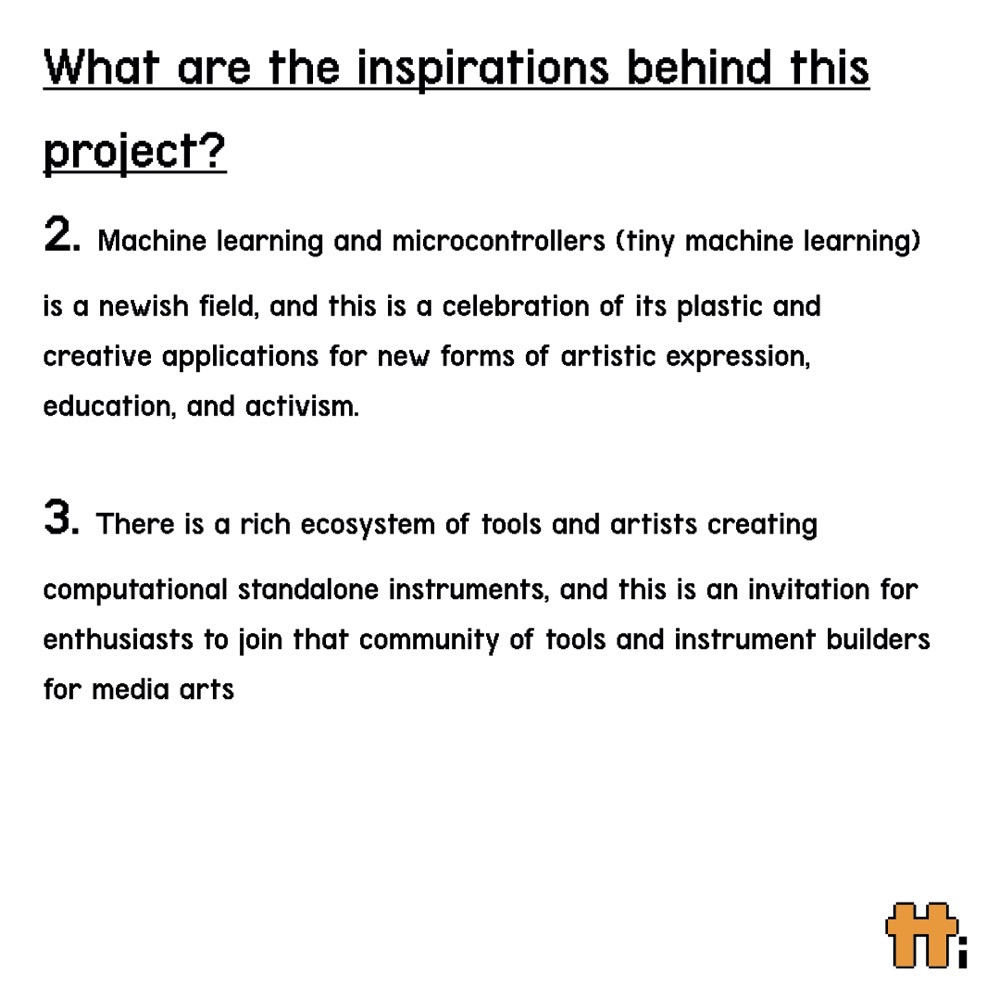 What are the inspirations behind this
project?
2. Machine learning and microcontrollers (tiny machine learning)
is a newish field, and this is a celebration of its plastic and
creative applications for new forms of artistic expression,
education, and activism.
3. There is a rich ecosystem of tools and artists creating
computational standalone instruments, and this is an invitation for
enthusiasts to join that community of tools and instrument builders
for media arts